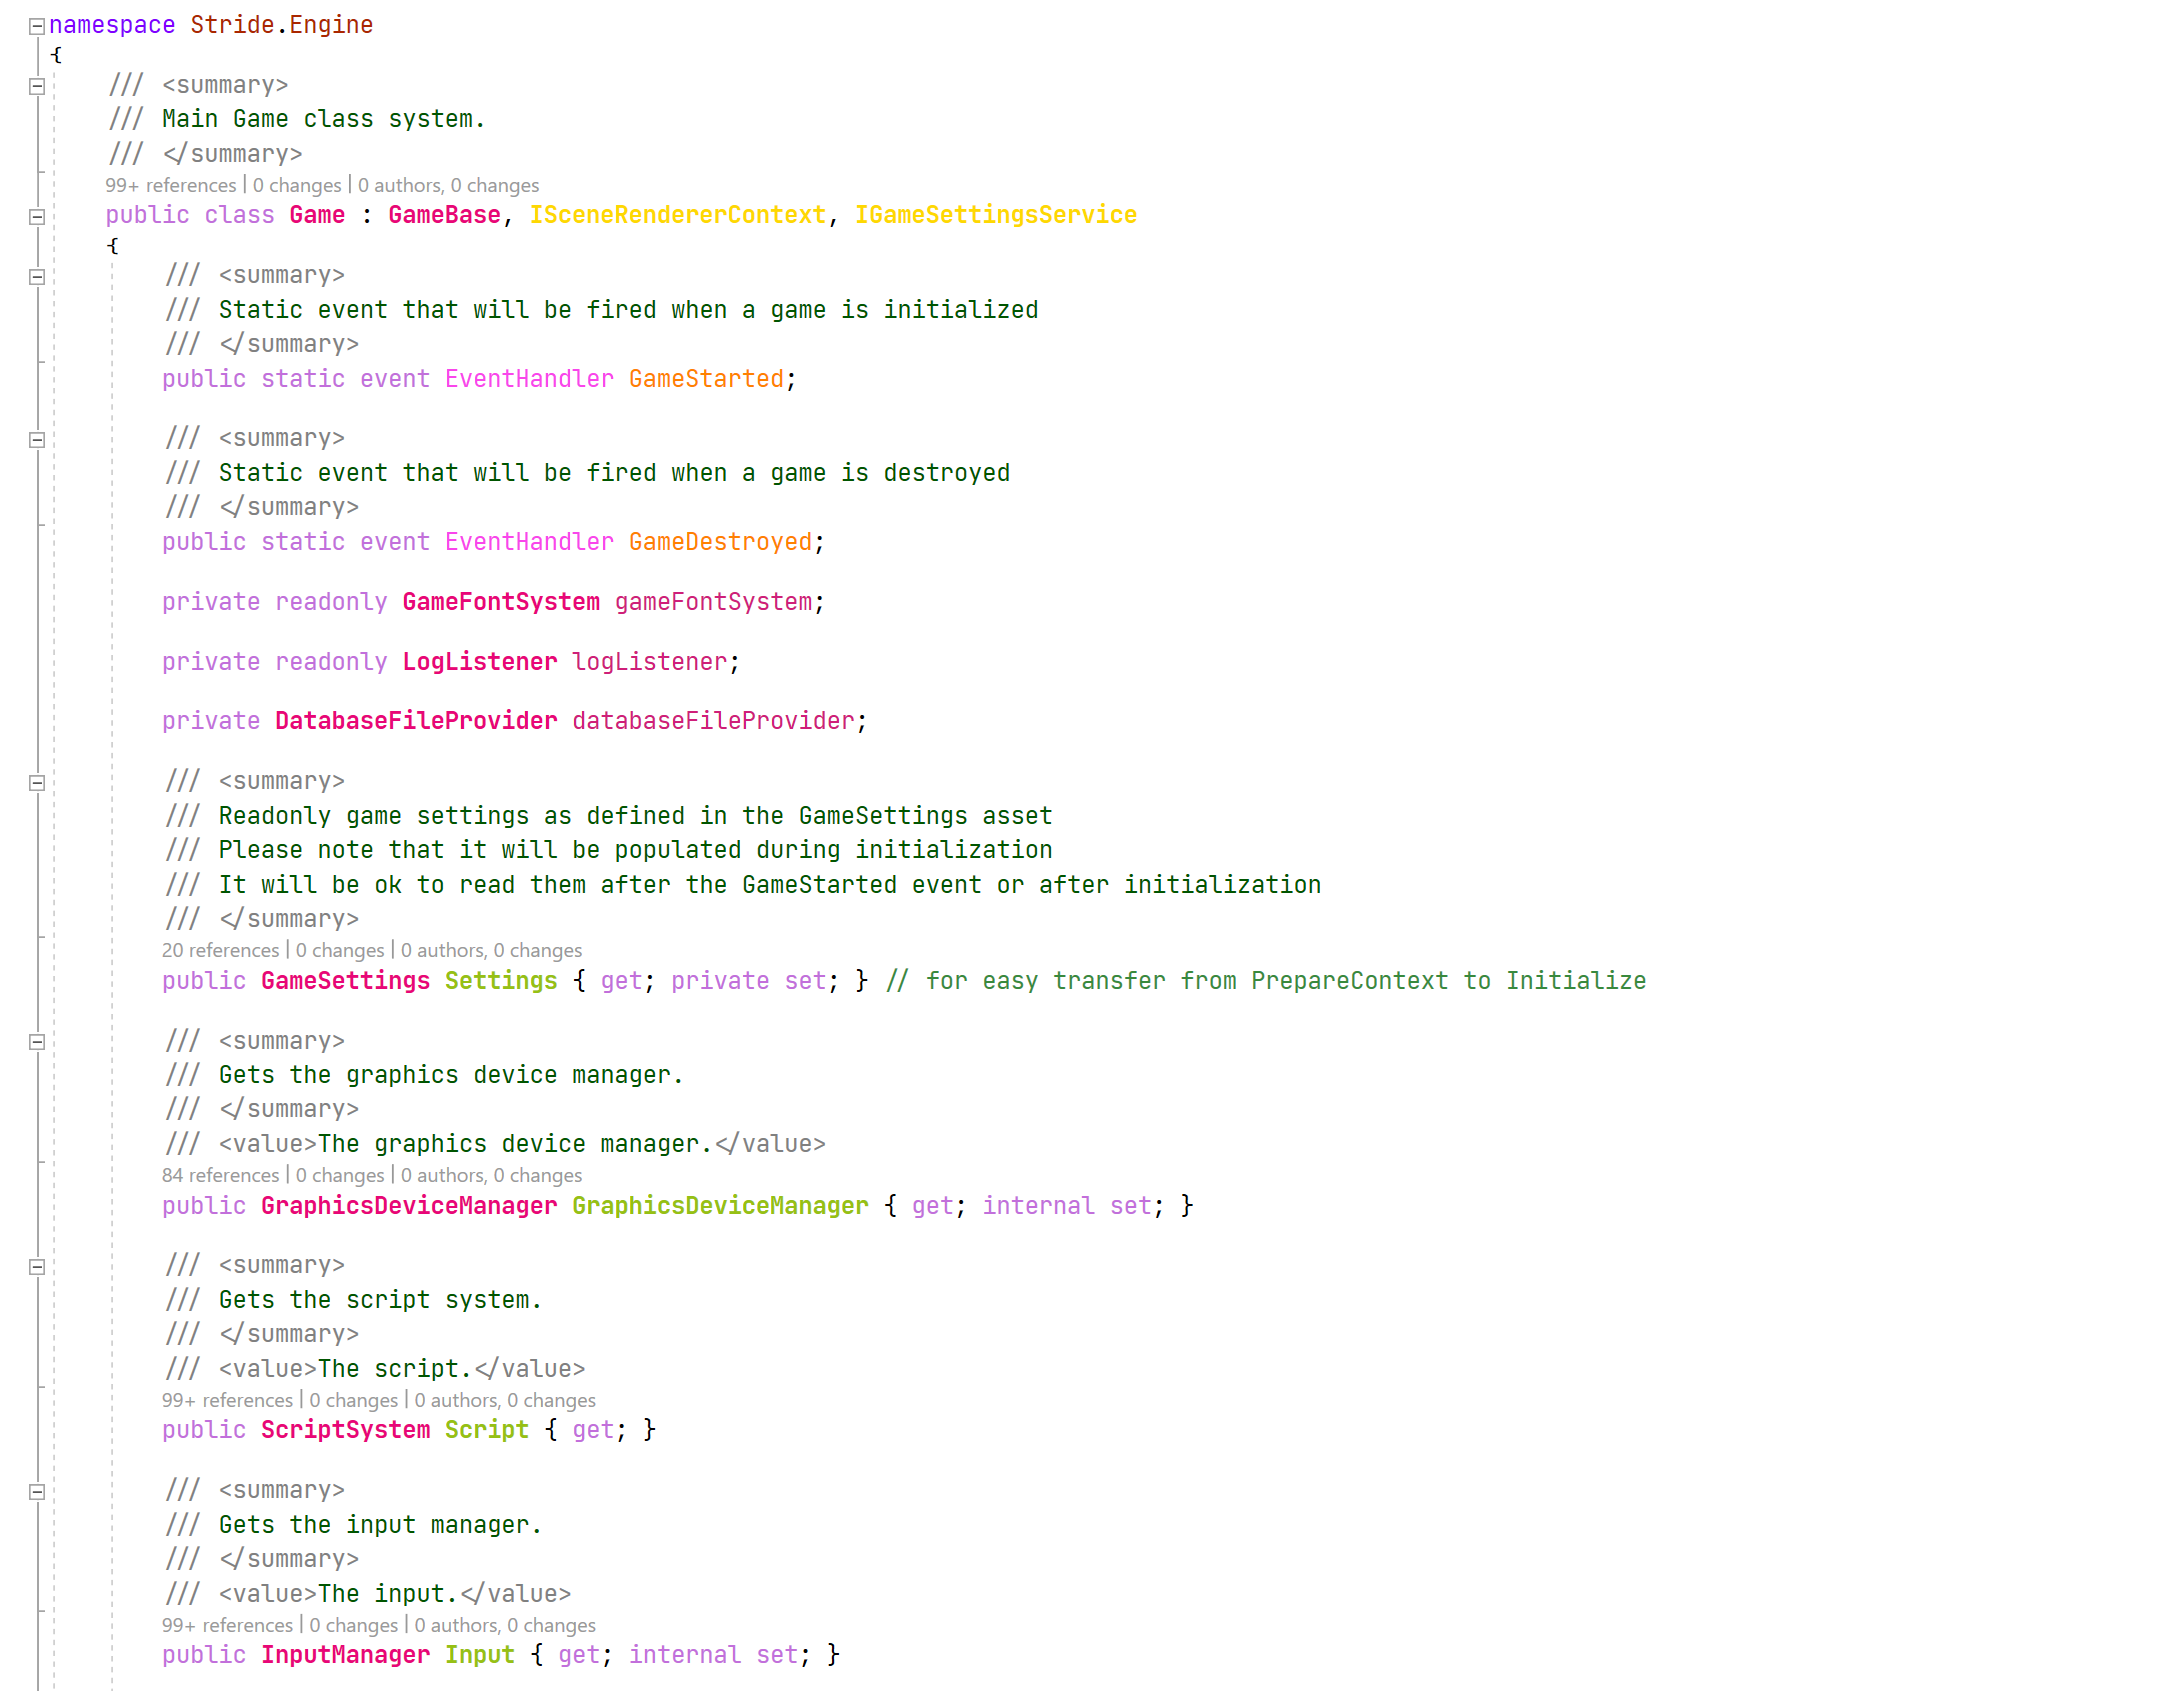 namespace Stride.Engine
{
/// <summary>
/// Main Game class system.
/// </summary>
99+ references | 0 changes | 0 authors, 0 changes
public class Game : GameBase, ISceneRendererContext, IGameSettingsService
{
/// <summary>
/// Static event that will be fired when a game is initialized
/// </summary>
public static event EventHandler GameStarted;
/// <summary>
/// Static event that will be fired when a game is destroyed
/// </summary>
public static event EventHandler GameDestroyed;
private readonly GameFontSystem gameFontSystem;
private readonly LogListener logListener;
private DatabaseFileProvider databaseFileProvider;
/// <summary>
/// Readonly game settings as defined in the GameSettings asset
/// Please note that it will be populated during initialization
/// It will be ok to read them after the GameStarted event or after initialization
/// </summary>
20 references | 0 changes | 0 authors, 0 changes
public GameSettings Settings { get; private set; } // for easy transfer from PrepareContext to Initialize
/// <summary>
/// Gets the graphics device manager.
/// </summary>
/// <value>The graphics device manager.</value>
84 references | 0 changes | 0 authors, 0 changes
public GraphicsDeviceManager GraphicsDeviceManager { get; internal set; }
/// <summary>
/// Gets the script system.
/// </summary>
/// <value>The script.</value>
99+ references | 0 changes | 0 authors, 0 changes
public ScriptSystem Script { get; }
/// <summary>
/// Gets the input manager.
/// </summary>
/// <value>The input.</value>
99+ references | 0 changes | 0 authors, 0 changes
public InputManager Input { get; internal set; }